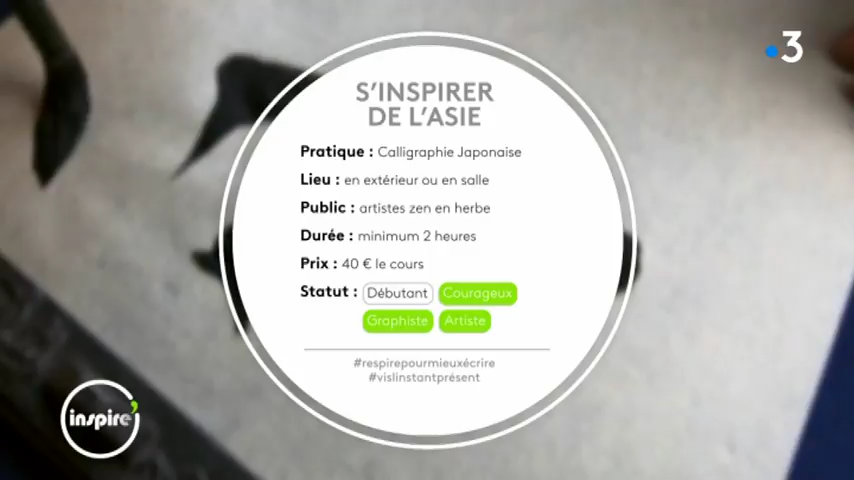 3
S'INSPIRER
DE L'ASIE
Pratique : Calligraphie Japonaise
Lieu : en extérieur ou en salle
Public : artistes zen en herbe
Durée : minimum 2 heures
Prix : 40 € le cours
Statut : Débutant Courageux
Graphiste Artiste
#respirepourmieuxécrire
#vislinstantprésent
inspire'